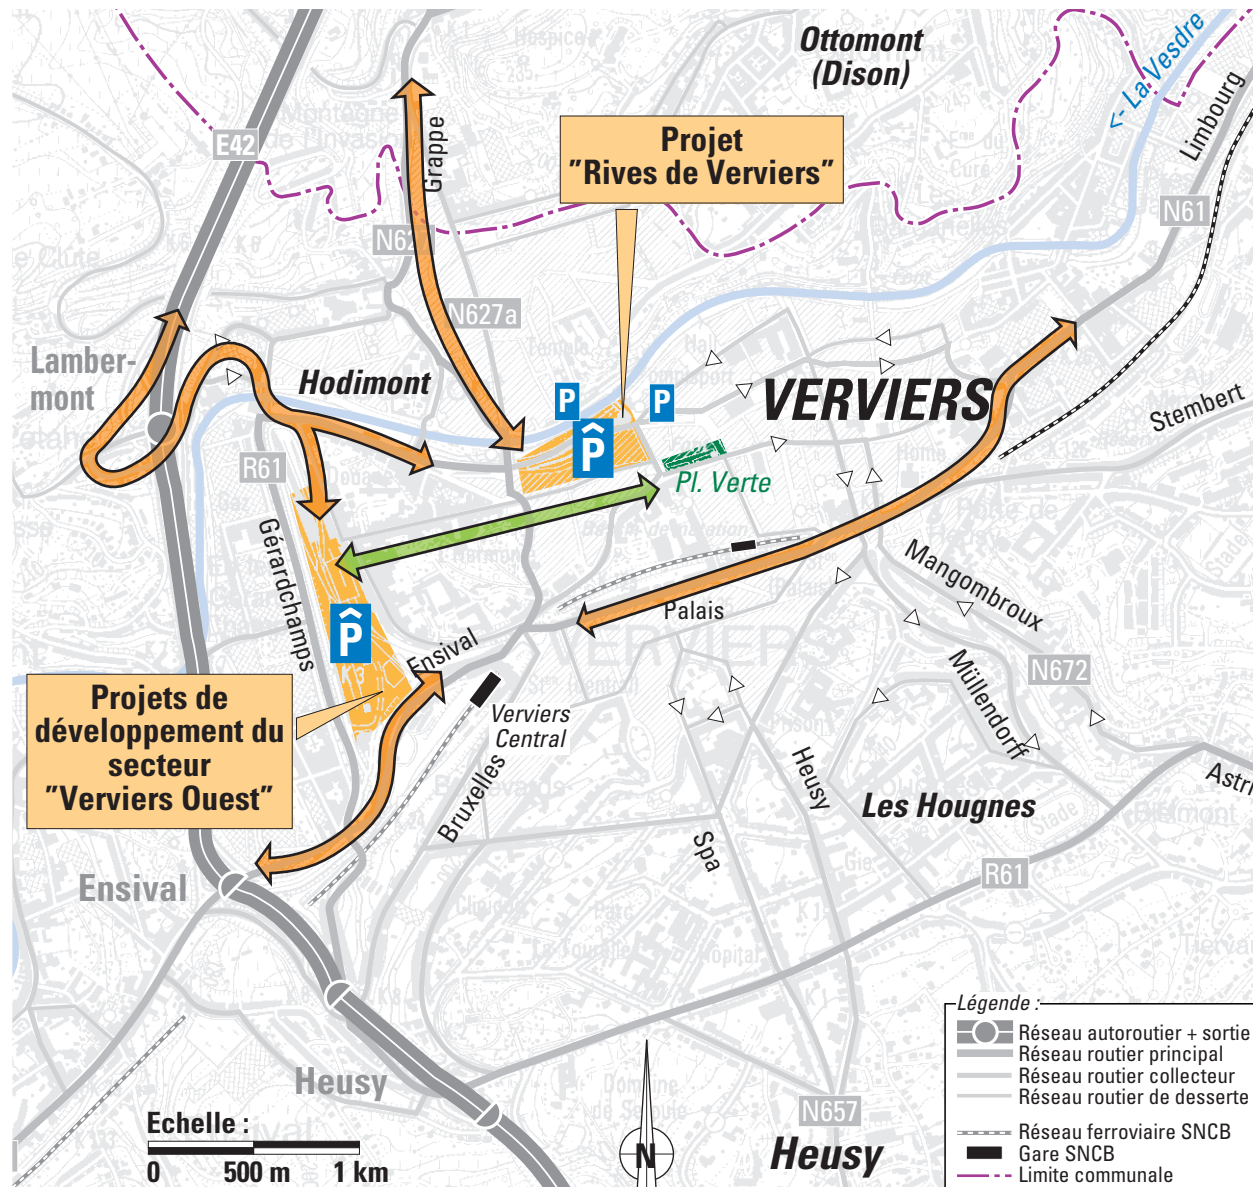 Ottomont
(Dison)
<- La Vesdre
Limbourg
E42
Grappe
Projet
"Rives de Verviers"
N61
N627a
Lamber-
mont
Hodimont
P
P
P
VERVIERS
Stembert
R61
Pl. Verte
Gérardchamps
Mangombroux
Palais
P
Ensival
K3
Müllendorff
N672
Projets de
développement du
secteur
"Verviers Ouest"
Verviers
Central
Bruxelles
Heusy
Astri
Les Hougnes
Spa
R61
Ensival
Heusy
N657
Heusy
Echelle :
0 500 m 1 km
N
Légende :
Réseau autoroutier + sortie
Réseau routier principal
Réseau routier collecteur
Réseau routier de desserte
Réseau ferroviaire SNCB
Gare SNCB
Limite communale